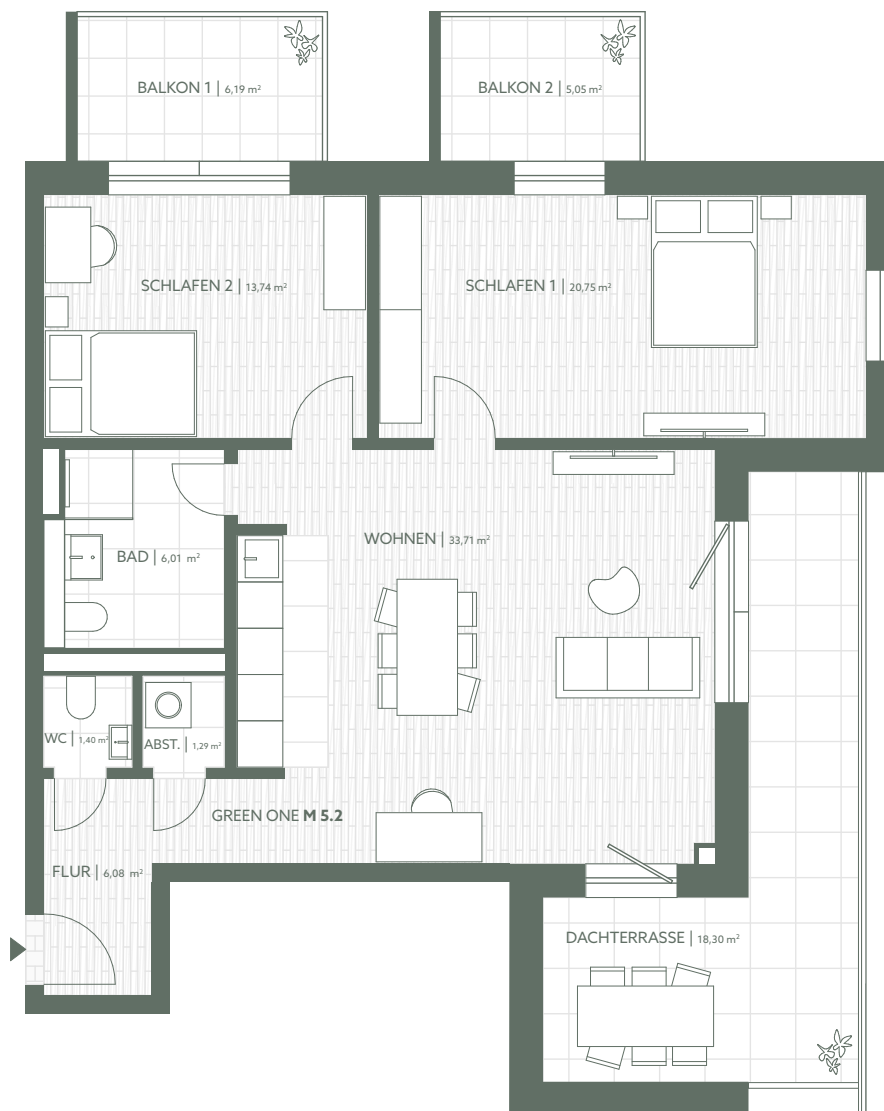 BALKON 1 | 6,19 m²
BALKON 2 | 5,05 m²
SCHLAFEN 2 | 13,74 m²
SCHLAFEN 1 | 20,75 m²
WOHNEN | 33,71 m²
BAD | 6,01 m²
WC | 1,40 m²
ABST. | 1,29 m²
GREEN ONE M 5.2
FLUR | 6,08 m²
DACHTERRASSE | 18,30 m²